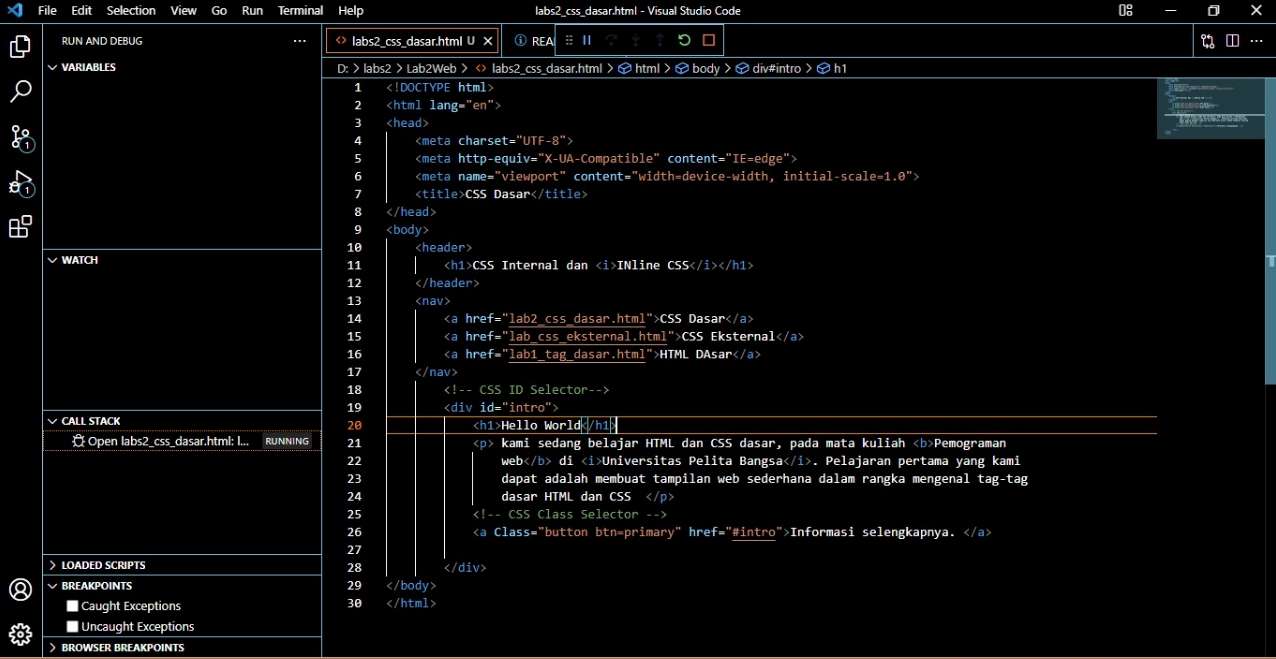 File Edit Selection View Go Run Terminal Help labs2_css_dasar.html - Visual Studio Code
RUN AND DEBUG ···
VARIABLES
WATCH
CALL STACK
Open labs2_css_dasar.html: l... RUNNING
LOADED SCRIPTS
BREAKPOINTS
Caught Exceptions
Uncaught Exceptions
BROWSER BREAKPOINTS
1
1
<> labs2_css_dasar.html U × REA
D: > labs2 > Lab2Web > <> labs2_css_dasar.html > html > body > div#intro > h1
1 <!DOCTYPE html>
2 <html lang="en">
3 <head>
4 <meta charset="UTF-8">
5 <meta http-equiv="X-UA-Compatible" content="IE=edge">
6 <meta name="viewport" content="width=device-width, initial-scale=1.0">
7 <title>CSS Dasar</title>
8 </head>
9 <body>
10 <header>
11 <h1>CSS Internal dan <i>INline CSS</i></h1>
12 </header>
13 <nav>
14 <a href="lab2_css_dasar.html">CSS Dasar</a>
15 <a href="lab_css_eksternal.html">CSS Eksternal</a>
16 <a href="lab1_tag_dasar.html">HTML DAsar</a>
17 </nav>
18 <!-- CSS ID Selector-->
19 <div id="intro">
20 <h1>Hello World</h1>
21 <p> kami sedang belajar HTML dan CSS dasar, pada mata kuliah <b>Pemograman
22 web</b> di <i>Universitas Pelita Bangsa</i>. Pelajaran pertama yang kami
23 dapat adalah membuat tampilan web sederhana dalam rangka mengenal tag-tag
24 dasar HTML dan CSS </p>
25 <!-- CSS Class Selector -->
26 <a Class="button btn=primary" href="#intro">Informasi selengkapnya. </a>
27
28 </div>
29 </body>
30 </html>